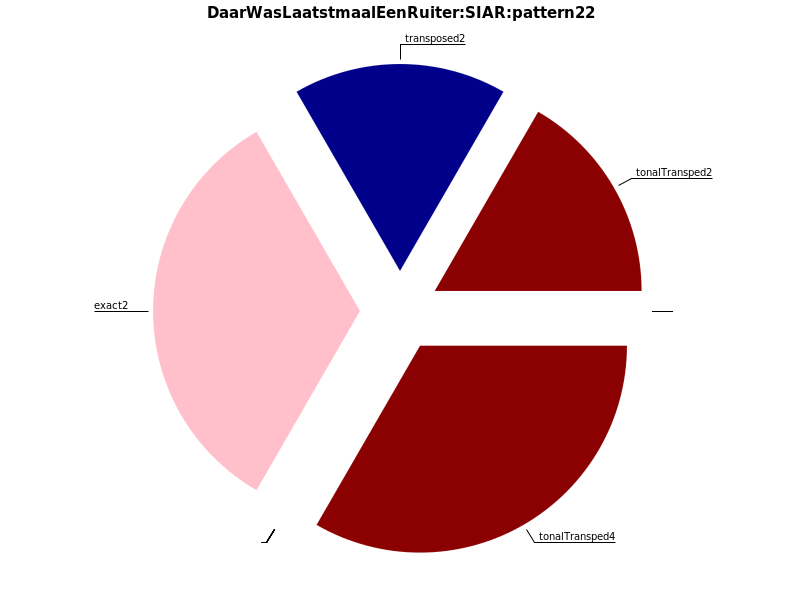 DaarWasLaatstmaalEenRuiter:SIAR:pattern22
transposed2
tonalTransped2
exact2
tonalTransped4